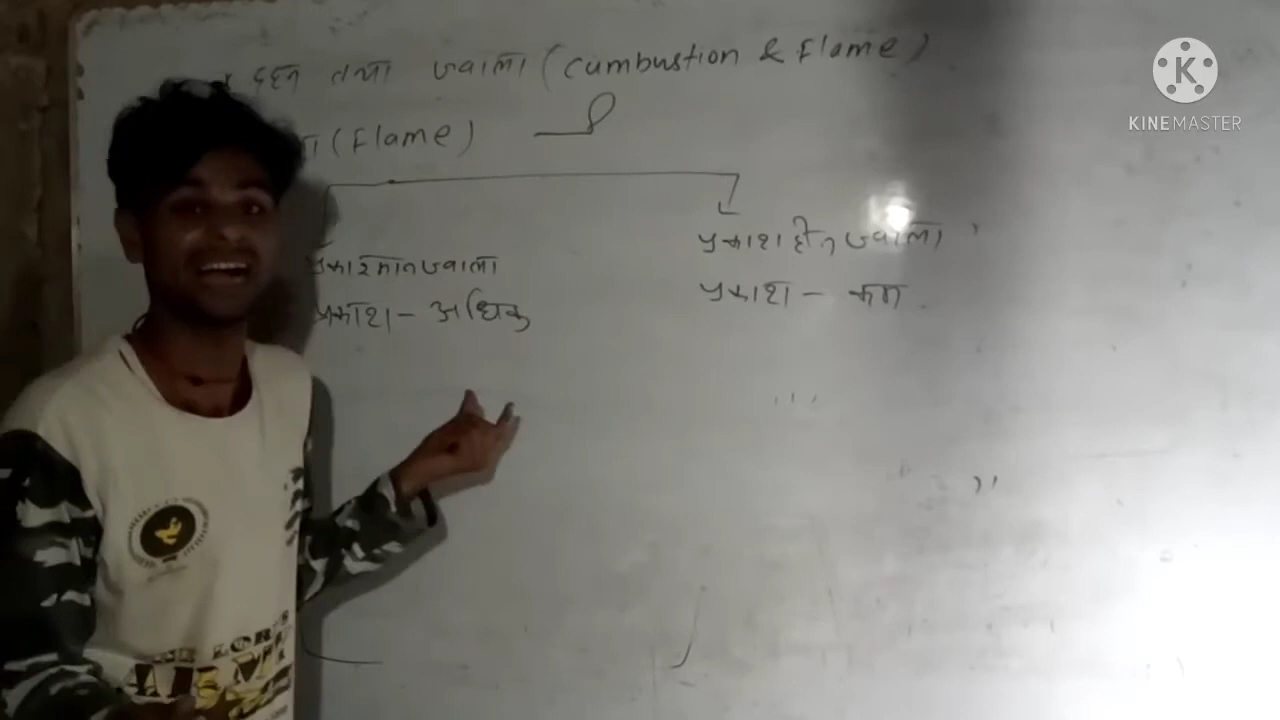 दहन तथा ज्वाला (Cumbustion & Flame)
(Flame)
प्रकाशमान ज्वाला
प्रकाश हीन ज्वाला
प्रकाश - अधिक
प्रकाश - कम
KINEMASTER